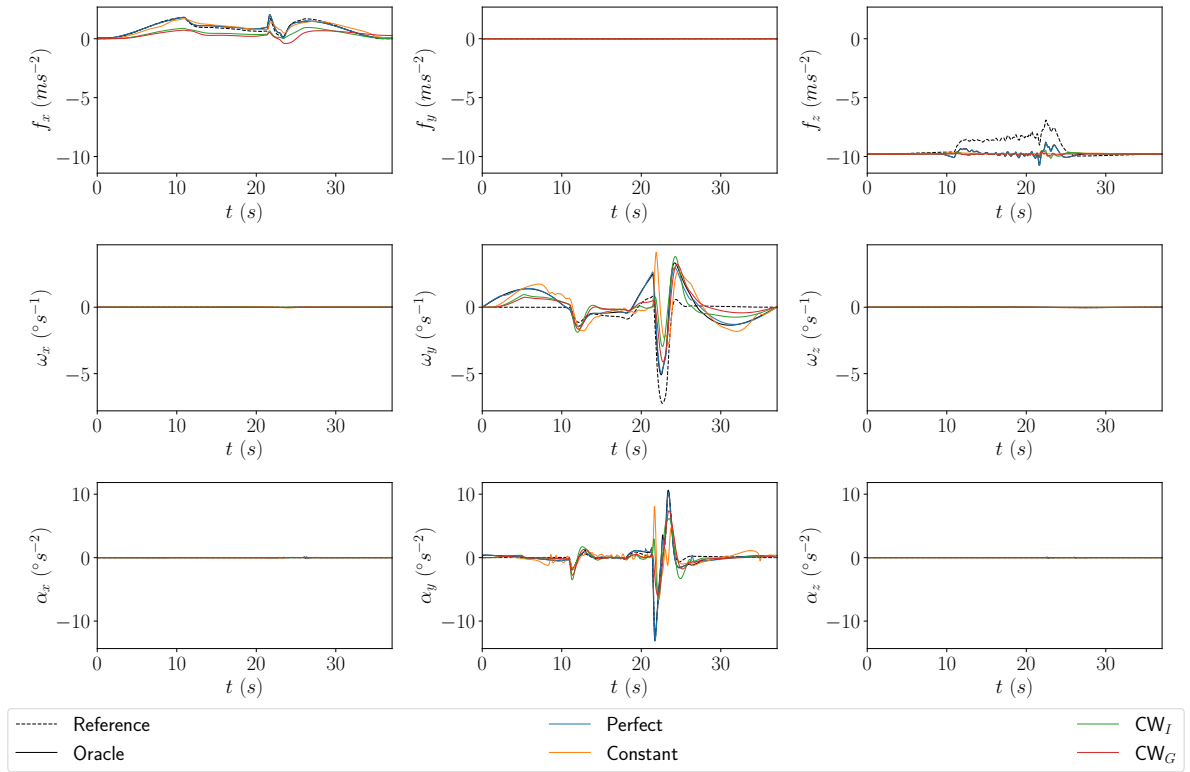 0
−5
−10
f_x (ms^{−2})
0 10 20 30
t (s)
0
−5
−10
f_y (ms^{−2})
0 10 20 30
t (s)
0
−5
−10
f_z (ms^{−2})
0 10 20 30
t (s)
0
−5
ω_x (°s^{−1})
0 10 20 30
t (s)
0
−5
ω_y (°s^{−1})
0 10 20 30
t (s)
0
−5
ω_z (°s^{−1})
0 10 20 30
t (s)
10
0
−10
α_x (°s^{−2})
0 10 20 30
t (s)
10
0
−10
α_y (°s^{−2})
0 10 20 30
t (s)
10
0
−10
α_z (°s^{−2})
0 10 20 30
t (s)
Reference
Oracle
Perfect
Constant
CW_I
CW_G